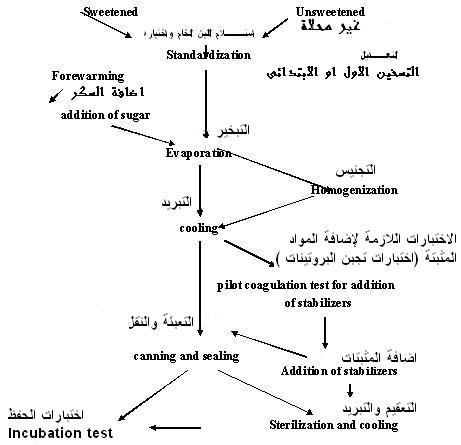 Sweetened
Unsweetened
غير محلاة
استلام اللبن الخام واختباره
Standardization
التعديل
التسخين الاول او الابتدائى
Forewarming
اضافة السكر
addition of sugar
التبخير
Evaporation
التجنيس
Homogenization
التبريد
cooling
الاختبارات اللازمة لإضافة المواد
المثبتة (اختبارات تجبن البروتينات )
pilot coagulation test for addition
of stabilizers
التعبئة والنقل
canning and sealing
اضافة المثبتات
Addition of stabilizers
التعقيم والتبريد
Sterilization and cooling
اختبارات الحفظ
Incubation test